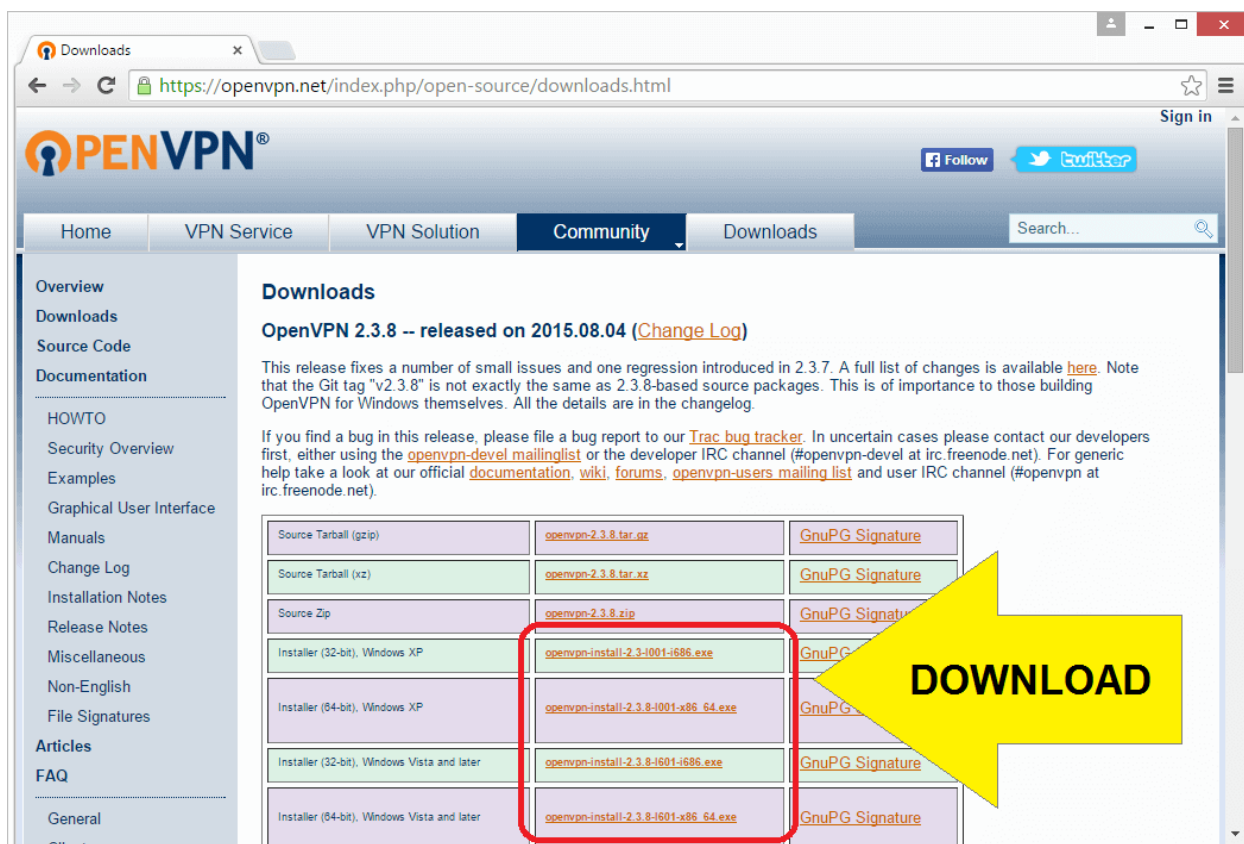 Downloads
https://openvpn.net/index.php/open-source/downloads.html
Sign in
OPENVPN®
Follow
twitter
Home
VPN Service
VPN Solution
Community
Downloads
Search...
Overview
Downloads
Source Code
Documentation
HOWTO
Security Overview
Examples
Graphical User Interface
Manuals
Change Log
Installation Notes
Release Notes
Miscellaneous
Non-English
File Signatures
Articles
FAQ
General
Downloads
OpenVPN 2.3.8 -- released on 2015.08.04 (Change Log)
This release fixes a number of small issues and one regression introduced in 2.3.7. A full list of changes is available here. Note
that the Git tag "v2.3.8" is not exactly the same as 2.3.8-based source packages. This is of importance to those building
OpenVPN for Windows themselves. All the details are in the changelog.
If you find a bug in this release, please file a bug report to our Trac bug tracker. In uncertain cases please contact our developers
first, either using the openvpn-devel mailinglist or the developer IRC channel (#openvpn-devel at irc.freenode.net). For generic
help take a look at our official documentation, wiki, forums, openvpn-users mailing list and user IRC channel (#openvpn at
irc.freenode.net).
Source Tarball (gzip) openvpn-2.3.8.tar.gz GnuPG Signature
Source Tarball (xz) openvpn-2.3.8.tar.xz GnuPG Signature
Source Zip openvpn-2.3.8.zip GnuPG Signatu
Installer (32-bit), Windows XP openvpn-install-2.3-I001-i686.exe GnuPG
Installer (64-bit), Windows XP openvpn-install-2.3.8-I001-x86_64.exe GnuPG
Installer (32-bit), Windows Vista and later openvpn-install-2.3.8-I601-i686.exe GnuPG Signature
Installer (64-bit), Windows Vista and later openvpn-install-2.3.8-I601-x86_64.exe GnuPG Signature
DOWNLOAD